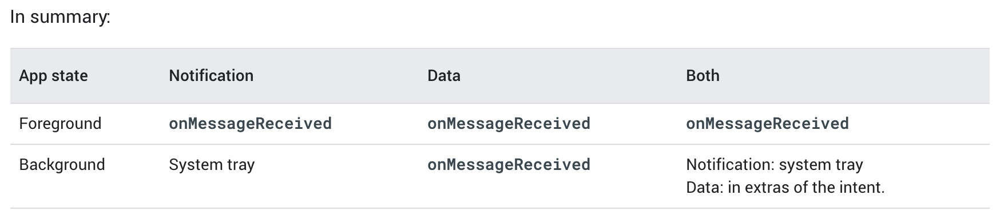 In summary:
App state Notification Data Both
Foreground onMessageReceived onMessageReceived onMessageReceived
Background System tray onMessageReceived Notification: system tray
Data: in extras of the intent.